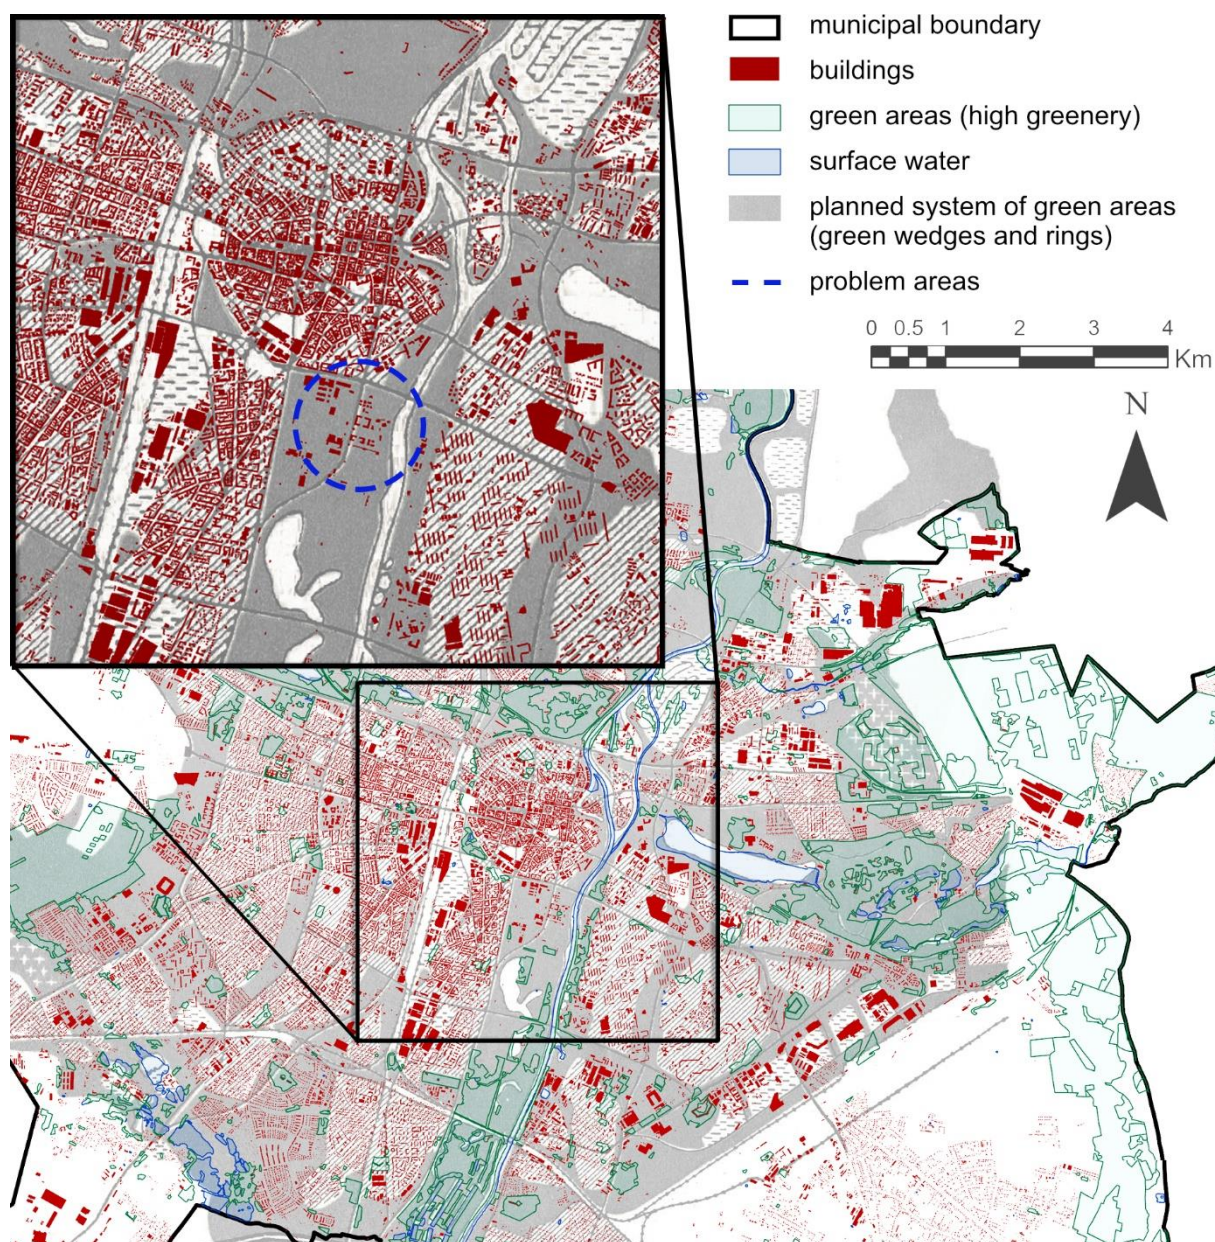 municipal boundary
buildings
green areas (high greenery)
surface water
planned system of green areas
(green wedges and rings)
problem areas
0 0.5 1 2 3 4
Km
N